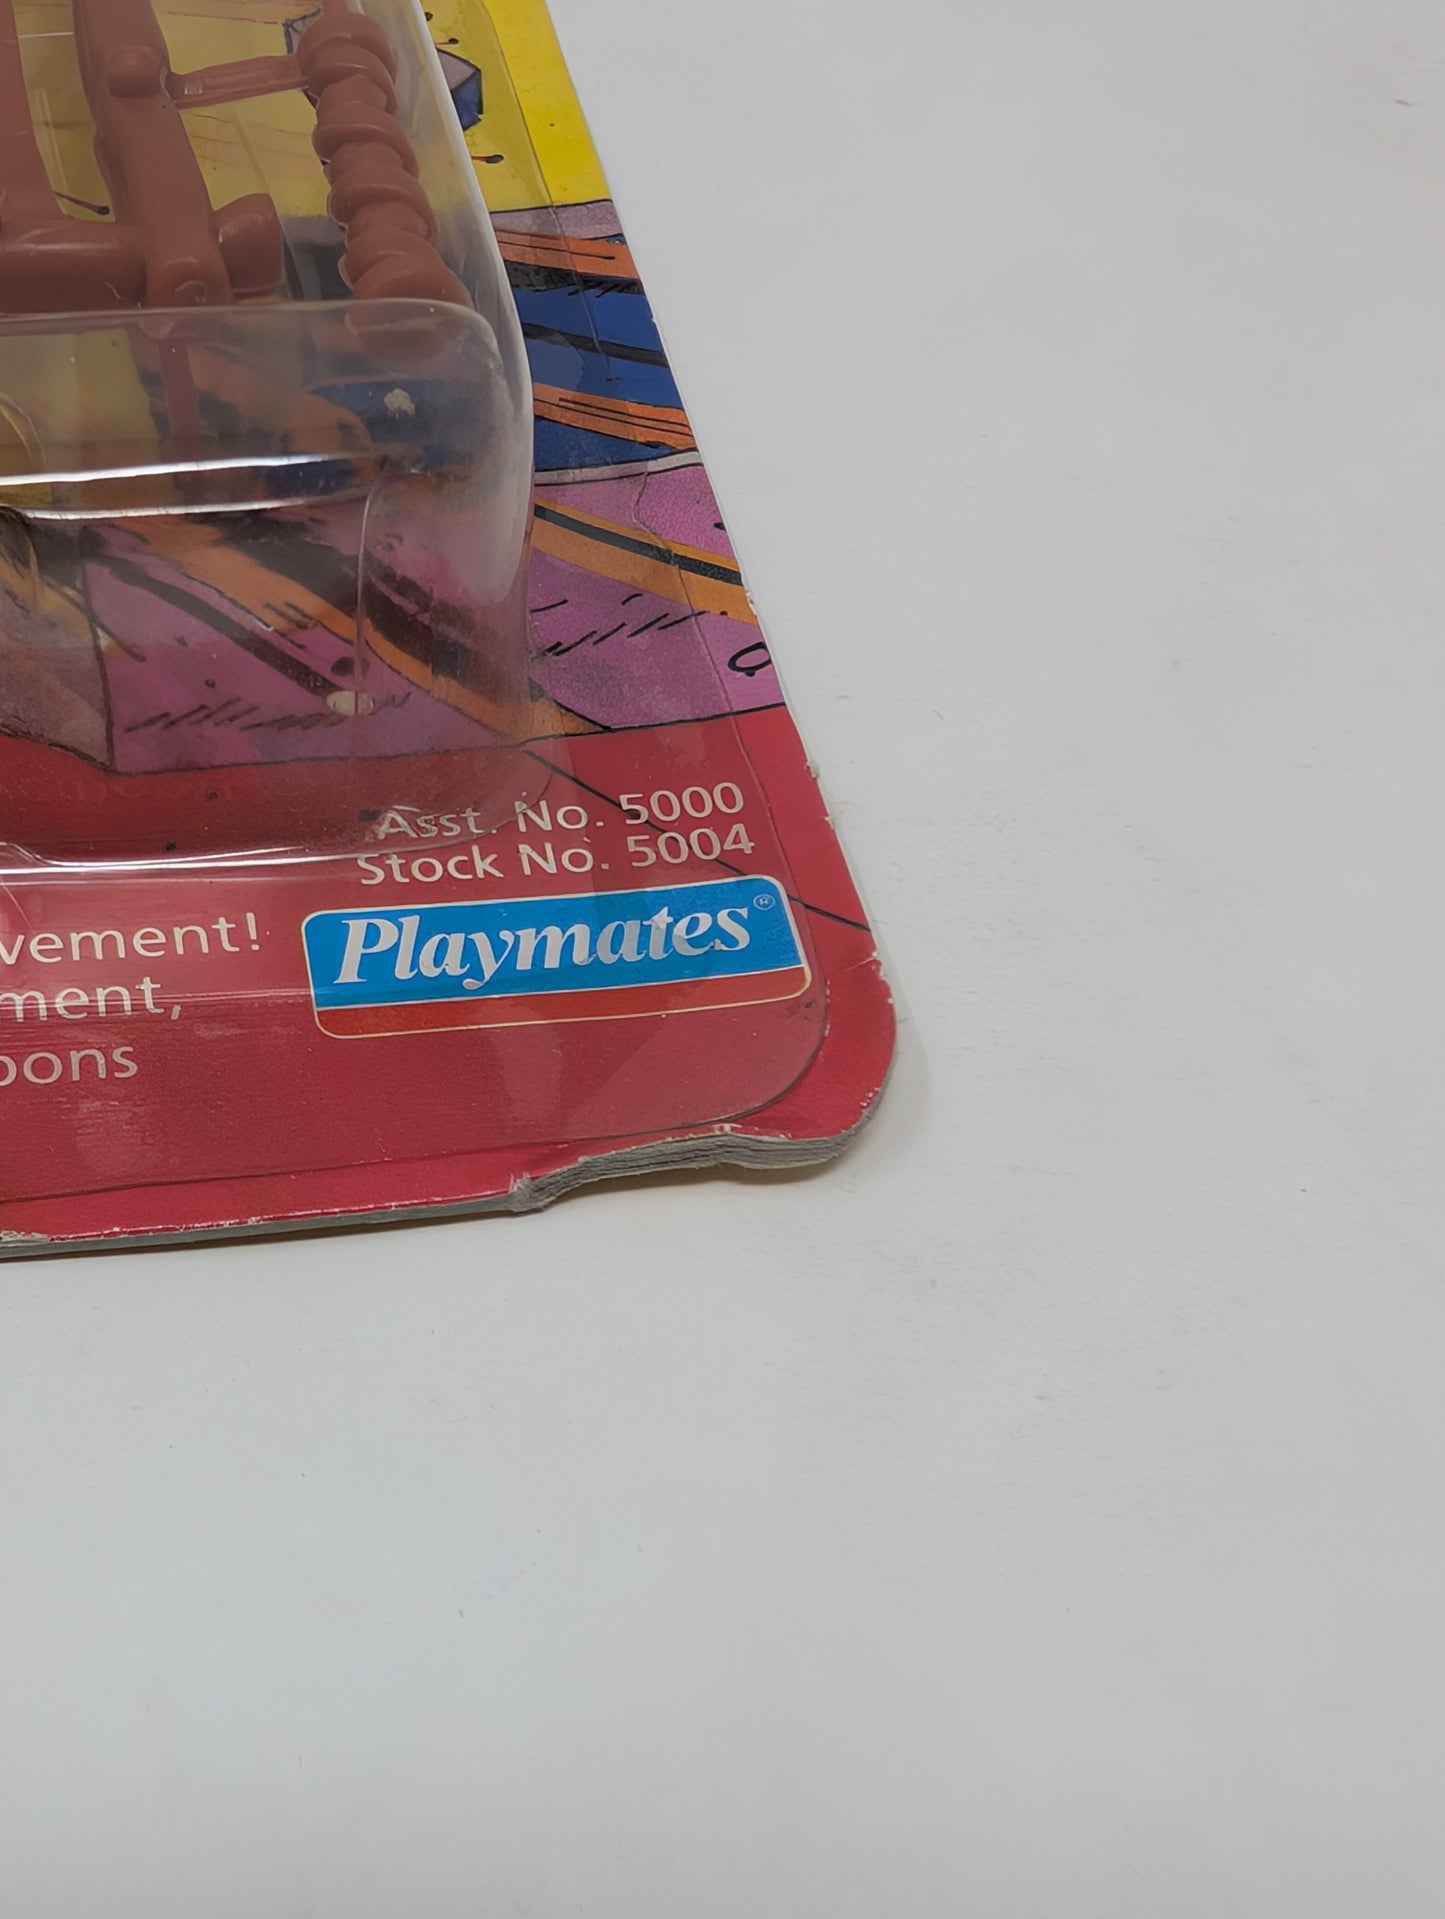 Asst. No. 5000
Stock No. 5004
vement!
ment,
oons
Playmates®